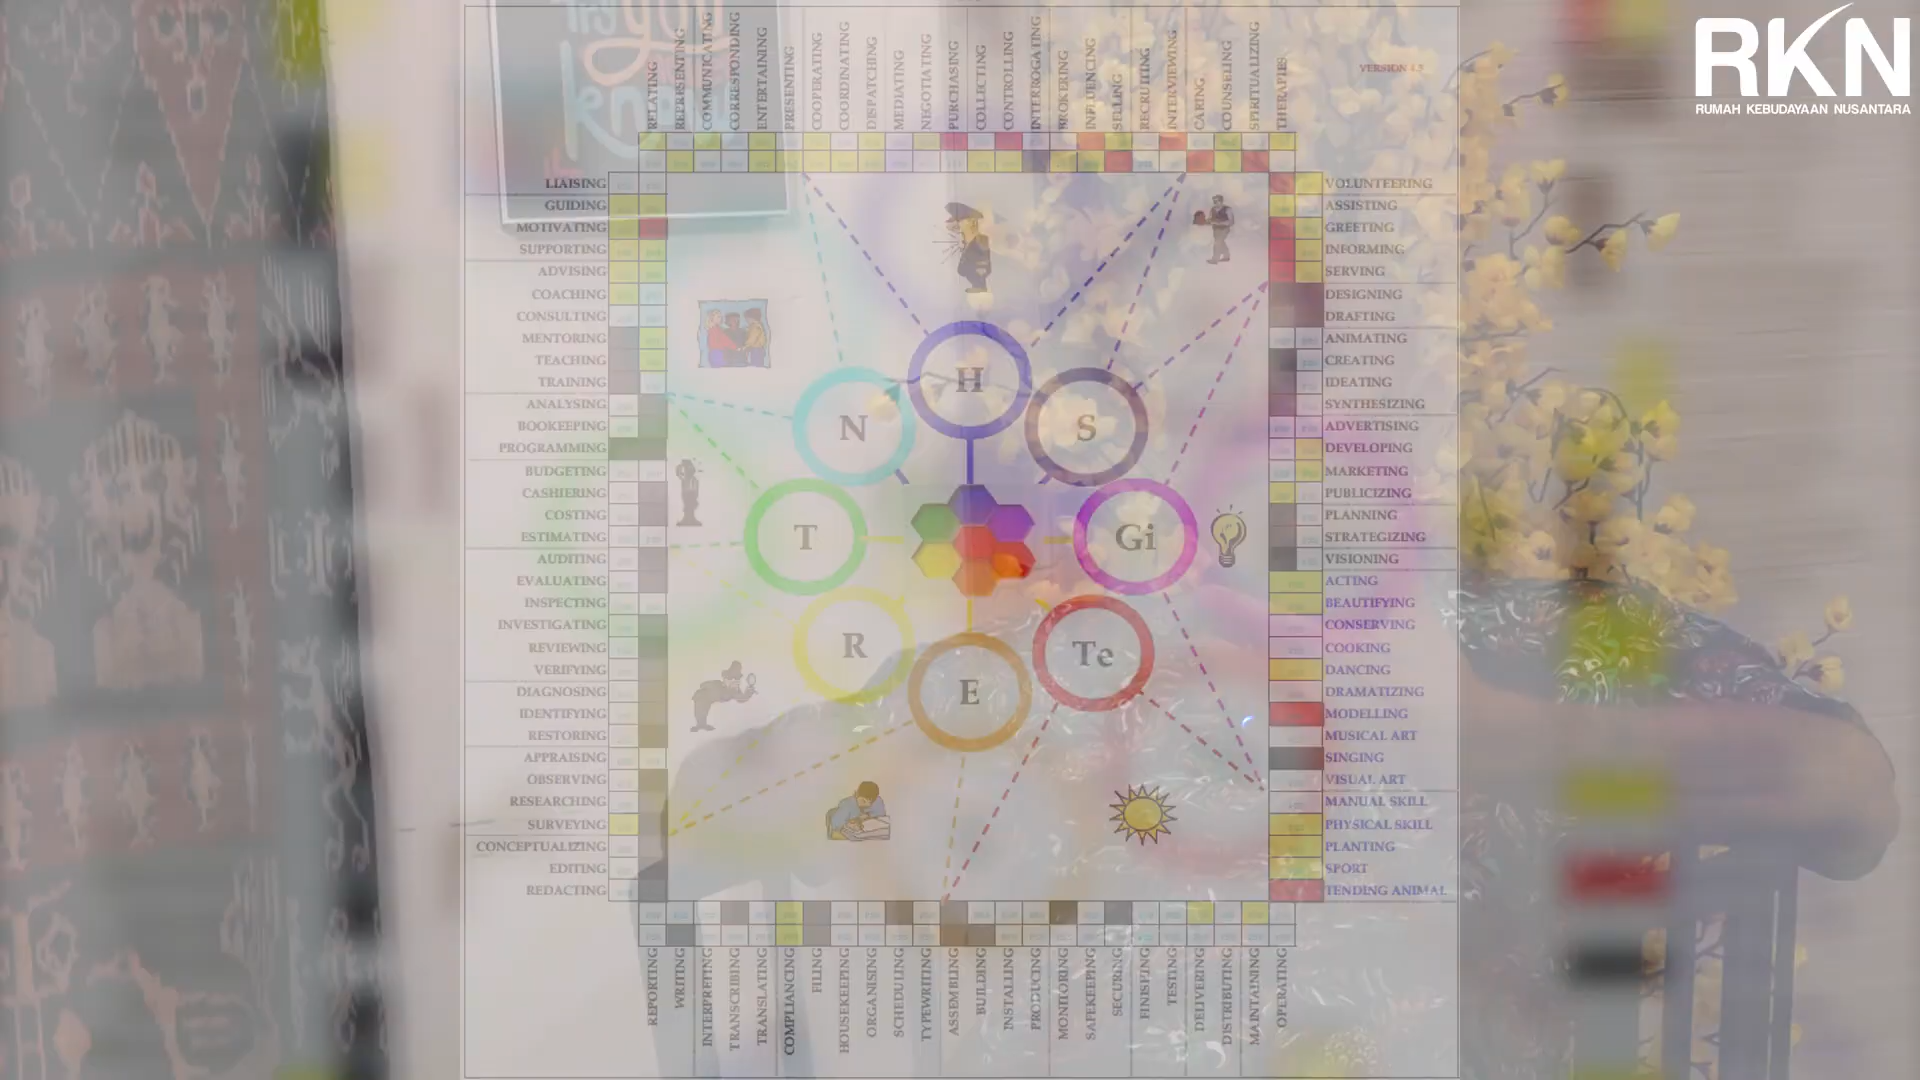 RKN
RUMAH KEBUDAYAAN NUSANTARA
VERSION 4.5
you
know
RELATING
REPRESENTING
COMMUNICATING
CORRESPONDING
ENTERTAINING
PRESENTING
COOPERATING
COORDINATING
DESPATCHING
MEDIATING
NEGOTIATING
PURCHASING
COLLECTING
CONTROLLING
INTERROGATING
BROKERING
INFLUENCING
SELLING
RECRUITING
INTERVIEWING
CARING
COUNSELING
SPIRITUALIZING
THERAPIES
LIAISING
GUIDING
MOTIVATING
SUPPORTING
ADVISING
COACHING
CONSULTING
MENTORING
TEACHING
TRAINING
ANALYSING
BOOKEEPING
PROGRAMMING
BUDGETING
CASHIERING
COSTING
ESTIMATING
AUDITING
EVALUATING
INSPECTING
INVESTIGATING
REVIEWING
VERIFYING
DIAGNOSING
IDENTIFYING
RESTORING
APPRAISING
OBSERVING
RESEARCHING
SURVEYING
CONCEPTUALIZING
EDITING
REDACTING
H
N
S
T
Gi
R
Te
E
VOLUNTEERING
ASSISTING
GREETING
INFORMING
SERVING
DESIGNING
DRAFTING
ANIMATING
CREATING
IDEATING
SYNTHESIZING
ADVERTISING
DEVELOPING
MARKETING
PUBLICIZING
PLANNING
STRATEGIZING
VISIONING
ACTING
BEAUTIFYING
CONSERVING
COOKING
DANCING
DRAMATIZING
MODELLING
MUSICAL ART
SINGING
VISUAL ART
MANUAL SKILL
PHYSICAL SKILL
PLANTING
SPORT
TENDING ANIMAL
REPORTING
WRITING
INTERPRETING
TRANSCRIBING
TRANSLATING
COMPLIANCING
FILING
HOUSEKEEPING
ORGANISING
SCHEDULING
TYPEWRITING
ASSEMBLING
BUILDING
INSTALLING
PRODUCING
MONITORING
SAFEKEEPING
SECURING
FINISHING
TESTING
DELIVERING
DISTRIBUTING
MAINTAINING
OPERATING